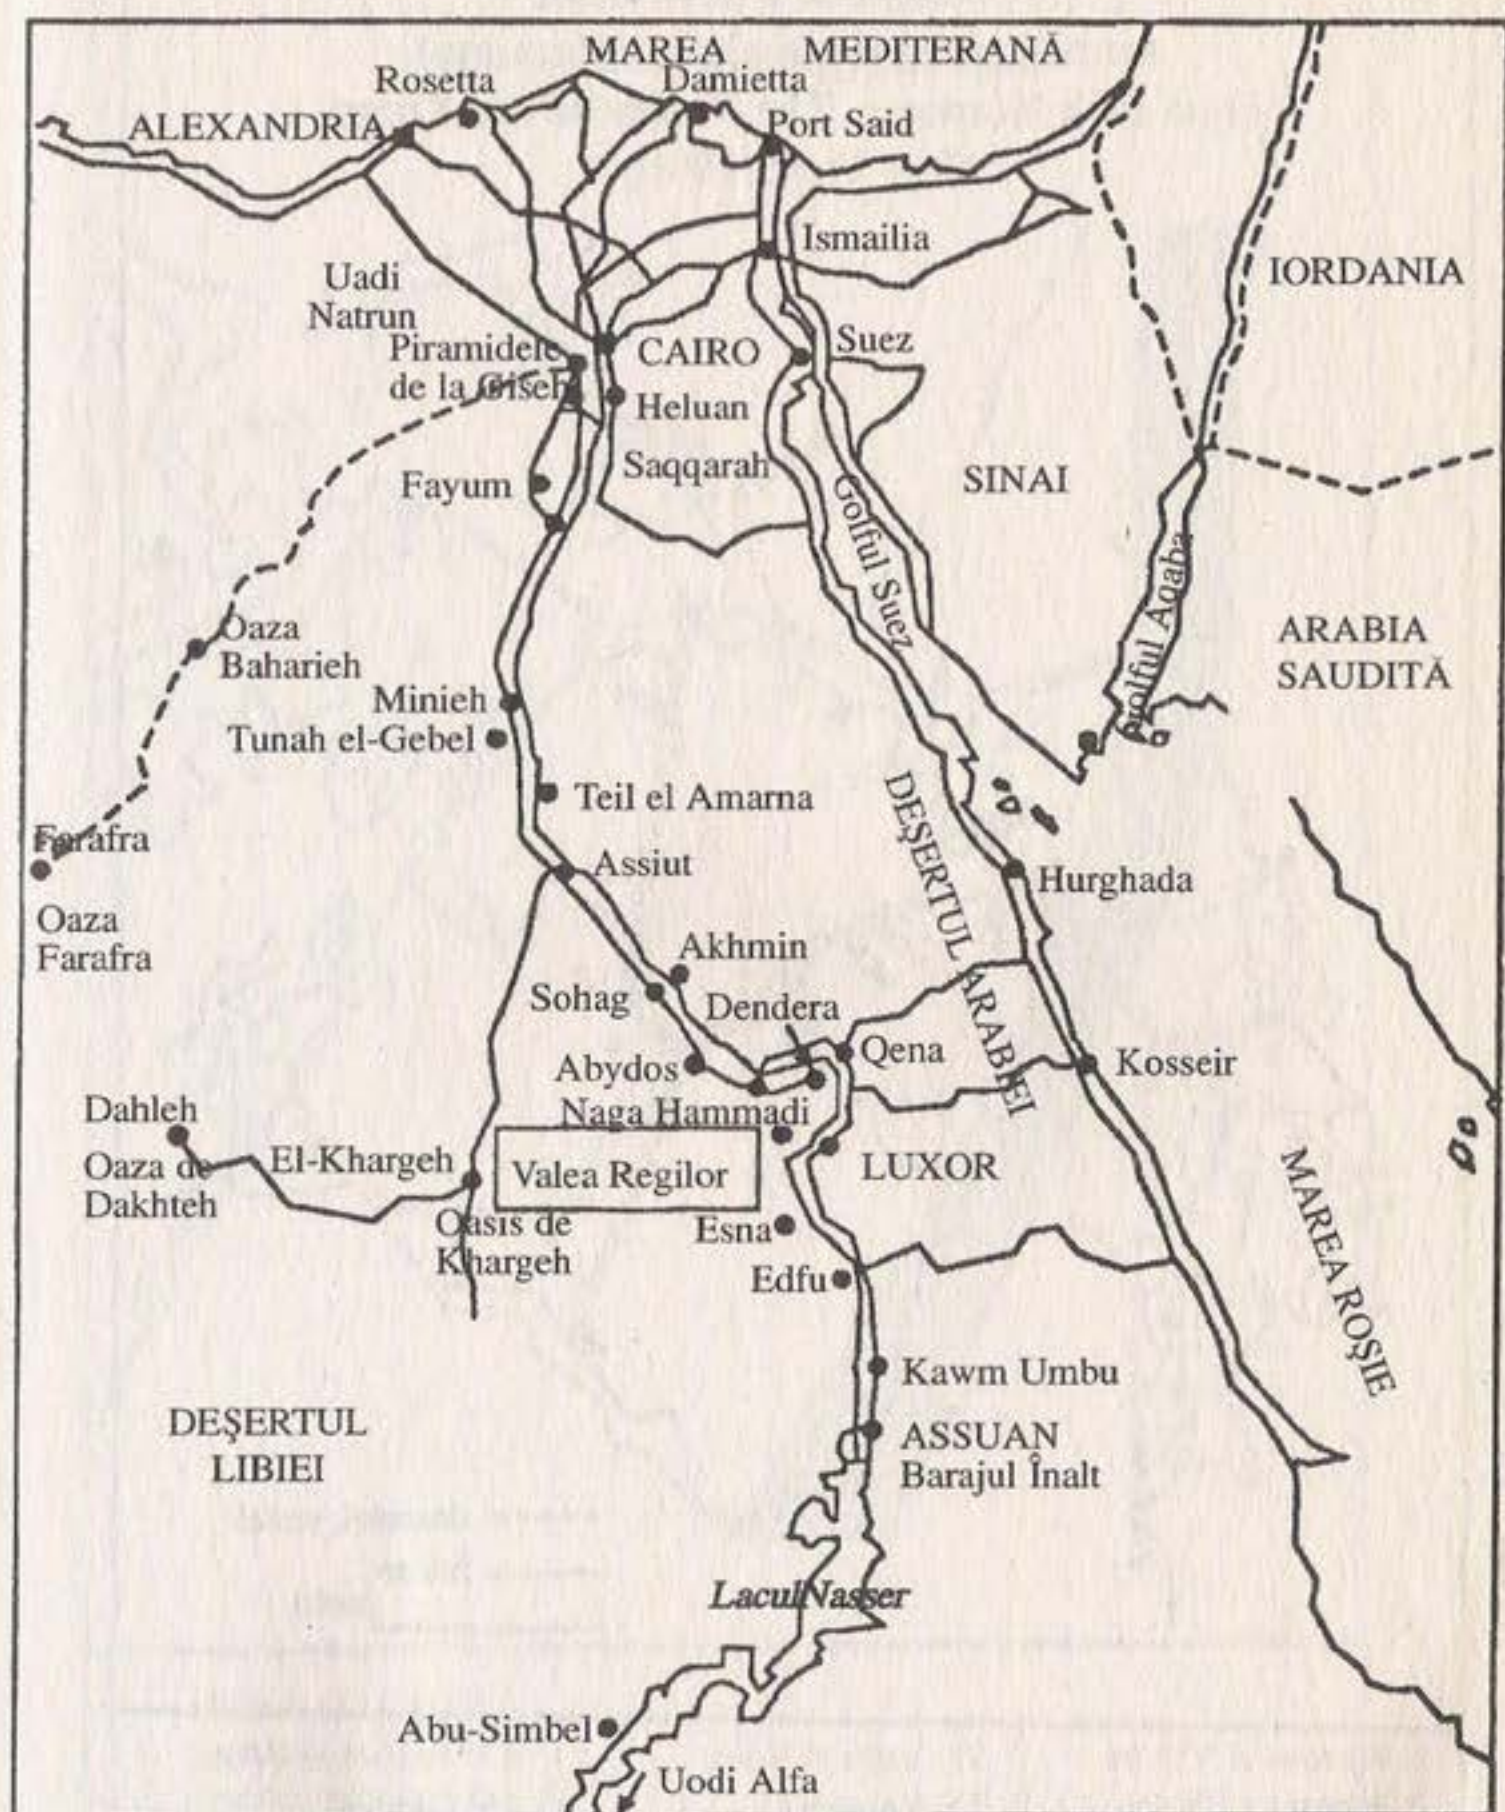 MAREA MEDITERANĂ
Rosetta
Damietta
ALEXANDRIA
Port Said
Ismailia
Uadi
Natrun
IORDANIA
Piramidele
de la Giseh
CAIRO
Suez
Heluan
Saqqarah
Fayum
SINAI
Golful Suez
Golful Aqaba
Oaza
Baharieh
ARABIA
SAUDITĂ
Minieh
Tunah el-Gebel
Teil el Amarna
DEŞERTUL ARABIEI
Farafra
Assiut
Hurghada
Oaza
Farafra
Akhmin
Sohag
Dendera
Qena
Abydos
Kosseir
Naga Hammadi
Dahleh
Oaza de
Dakhteh
El-Khargeh
Valea Regilor
LUXOR
Oasis de
Khargeh
Esna
Edfu
MAREA ROŞIE
Kawm Umbu
DEŞERTUL
LIBIEI
ASSUAN
Barajul Înalt
Lacul Nasser
Abu-Simbel
Uodi Alfa